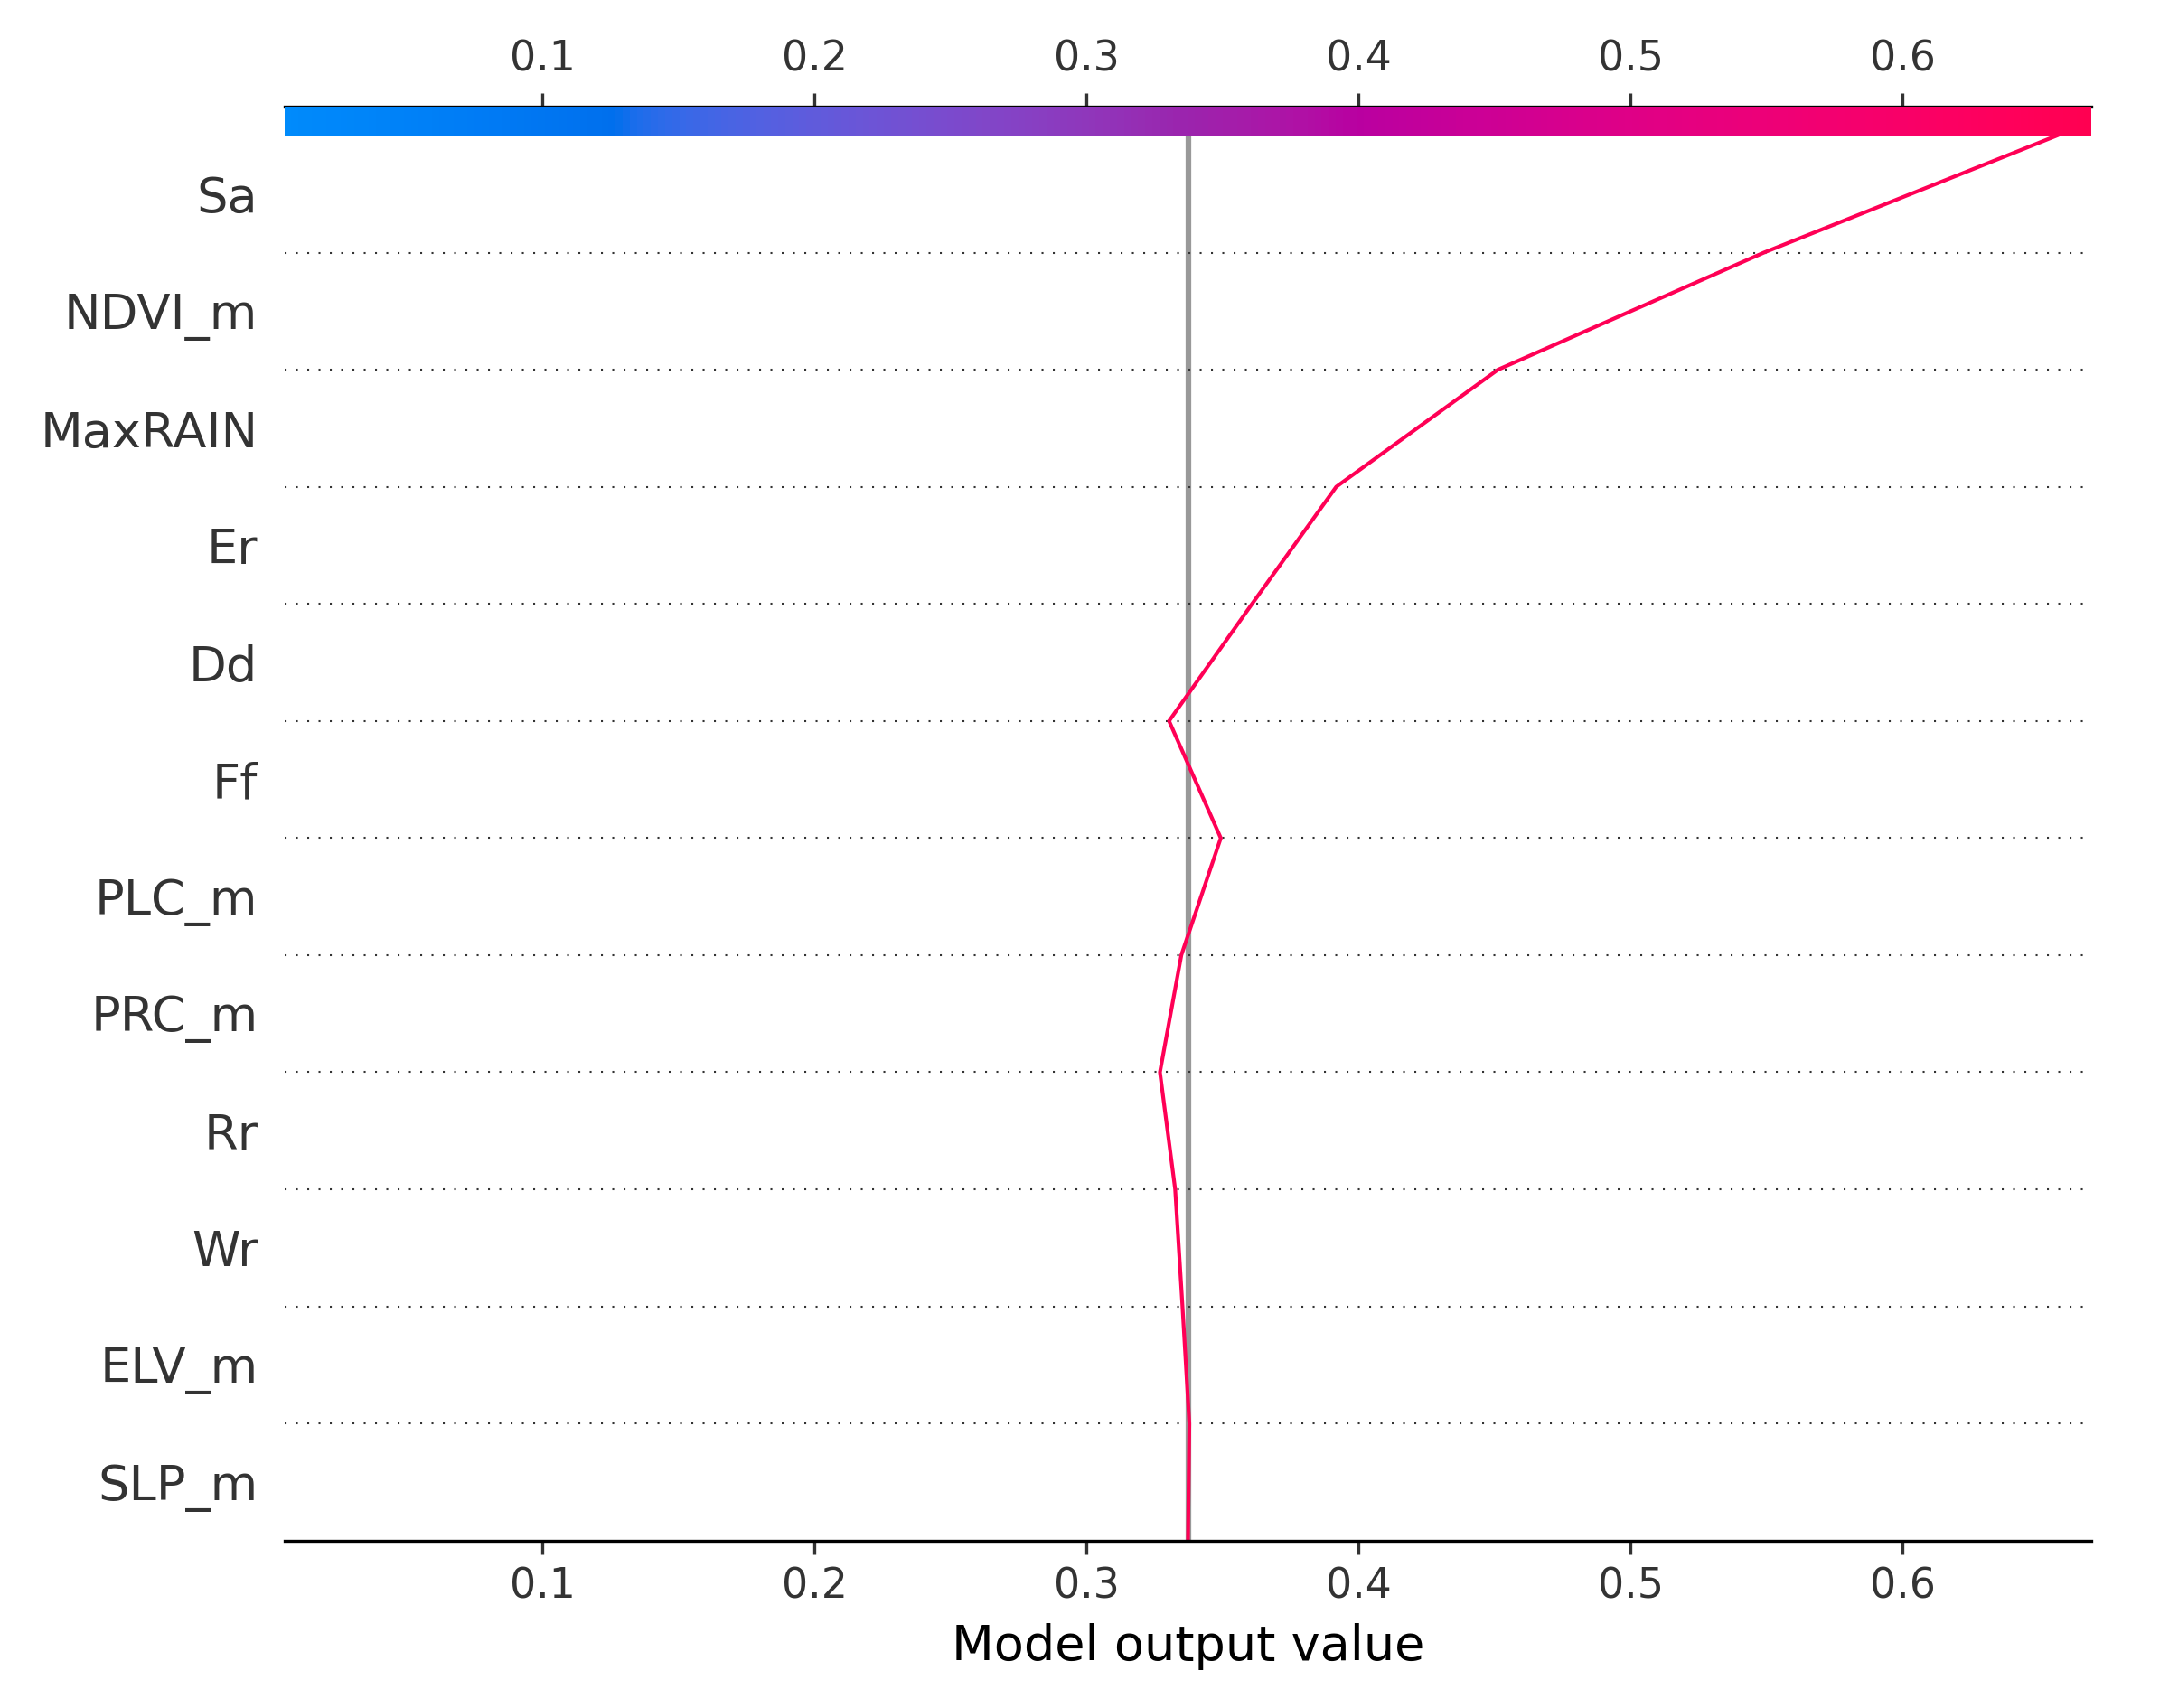 0.1 0.2 0.3 0.4 0.5 0.6
Sa
NDVI_m
MaxRAIN
Er
Dd
Ff
PLC_m
PRC_m
Rr
Wr
ELV_m
SLP_m
0.1 0.2 0.3 0.4 0.5 0.6
Model output value